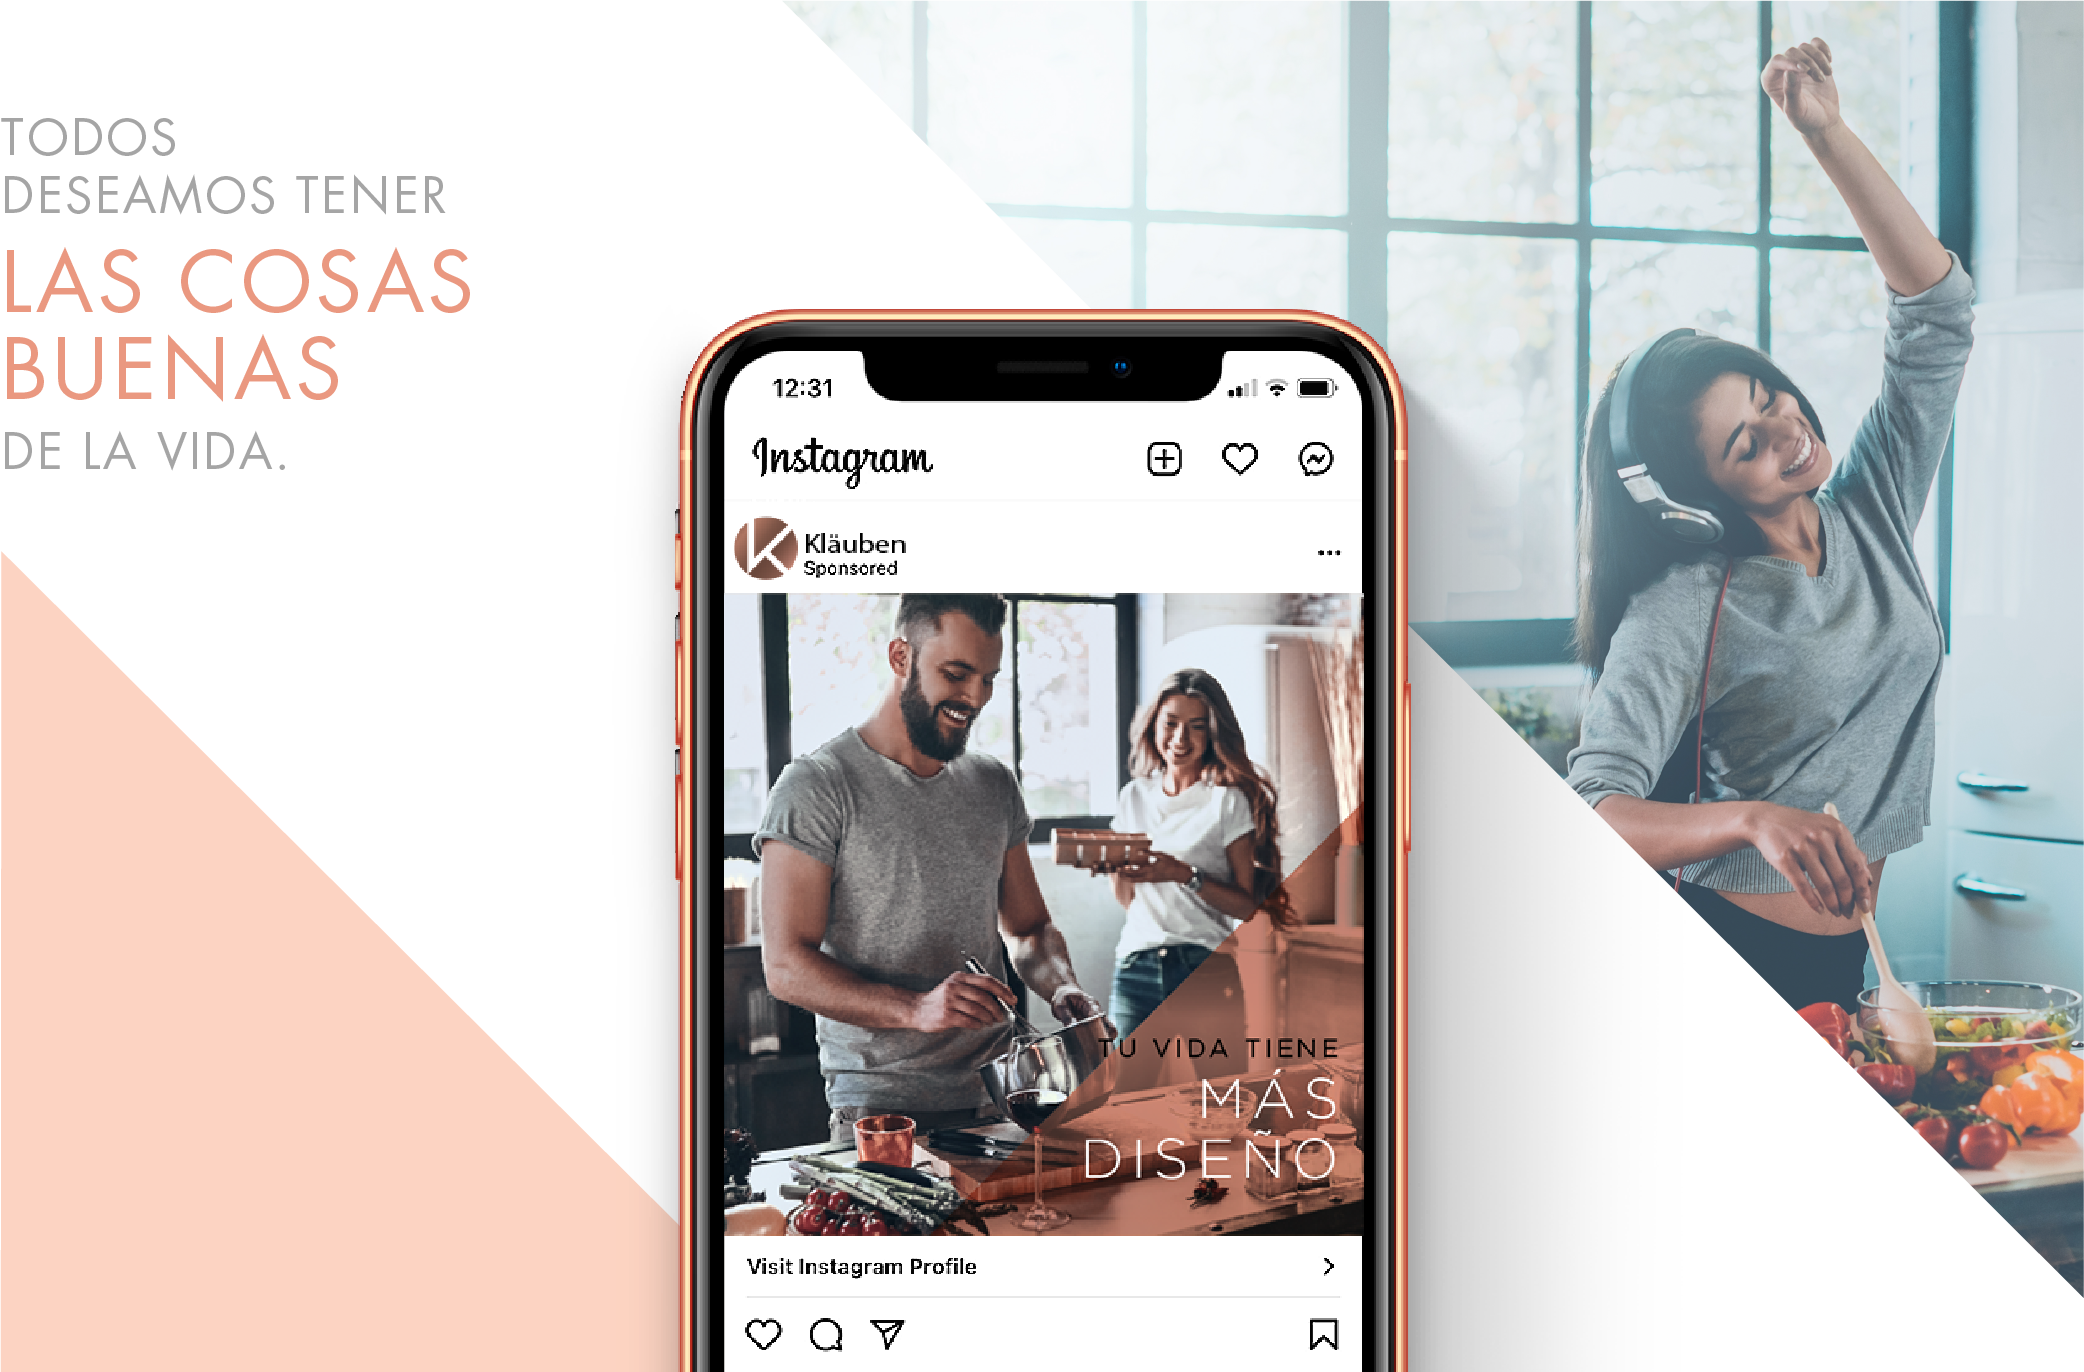 TODOS
DESEAMOS TENER
LAS COSAS
BUENAS
DE LA VIDA.
12:31
Instagram
Kläuben
Sponsored
TU VIDA TIENE
MÁS
DISEÑO
Visit Instagram Profile